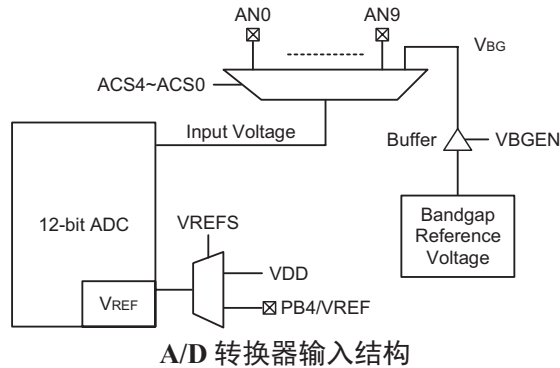 AN0
AN9
VBG
ACS4~ACS0
Input Voltage
Buffer
VBGEN
12-bit ADC
VREFS
Bandgap
Reference
Voltage
VDD
VREF
PB4/VREF
A/D 转换器输入结构